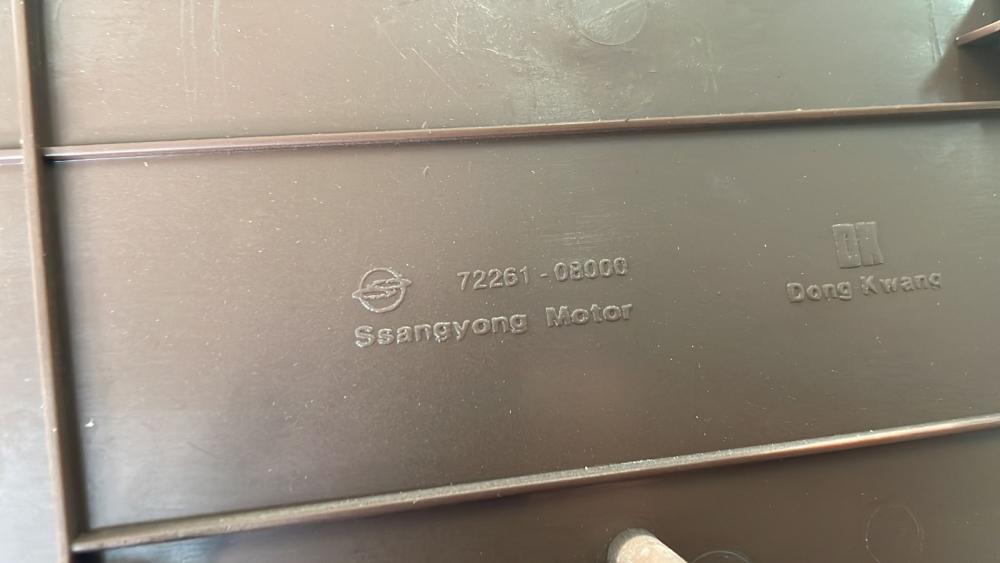 72261-08000
Ssangyong Motor
DK
Dong Kwang